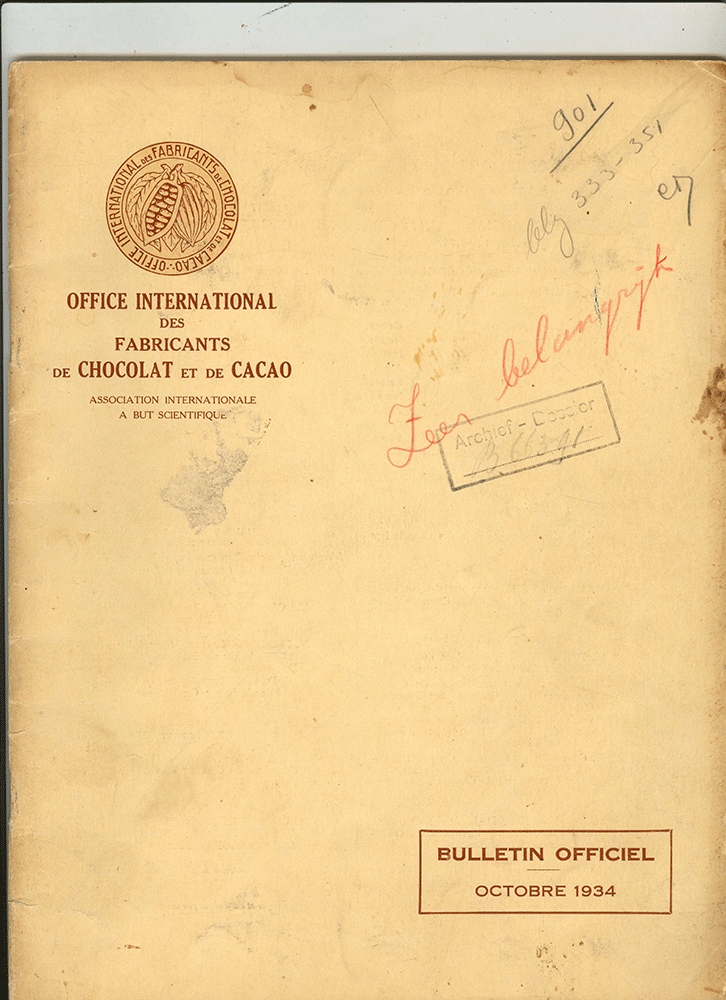 OFFICE INTERNATIONAL DES FABRICANTS DE CHOCOLAT ET DE CACAO
OFFICE INTERNATIONAL
DES
FABRICANTS
DE CHOCOLAT ET DE CACAO
ASSOCIATION INTERNATIONALE
A BUT SCIENTIFIQUE
901
333-351
Zeer belangrijk
Archief - Dossier
BULLETIN OFFICIEL
OCTOBRE 1934